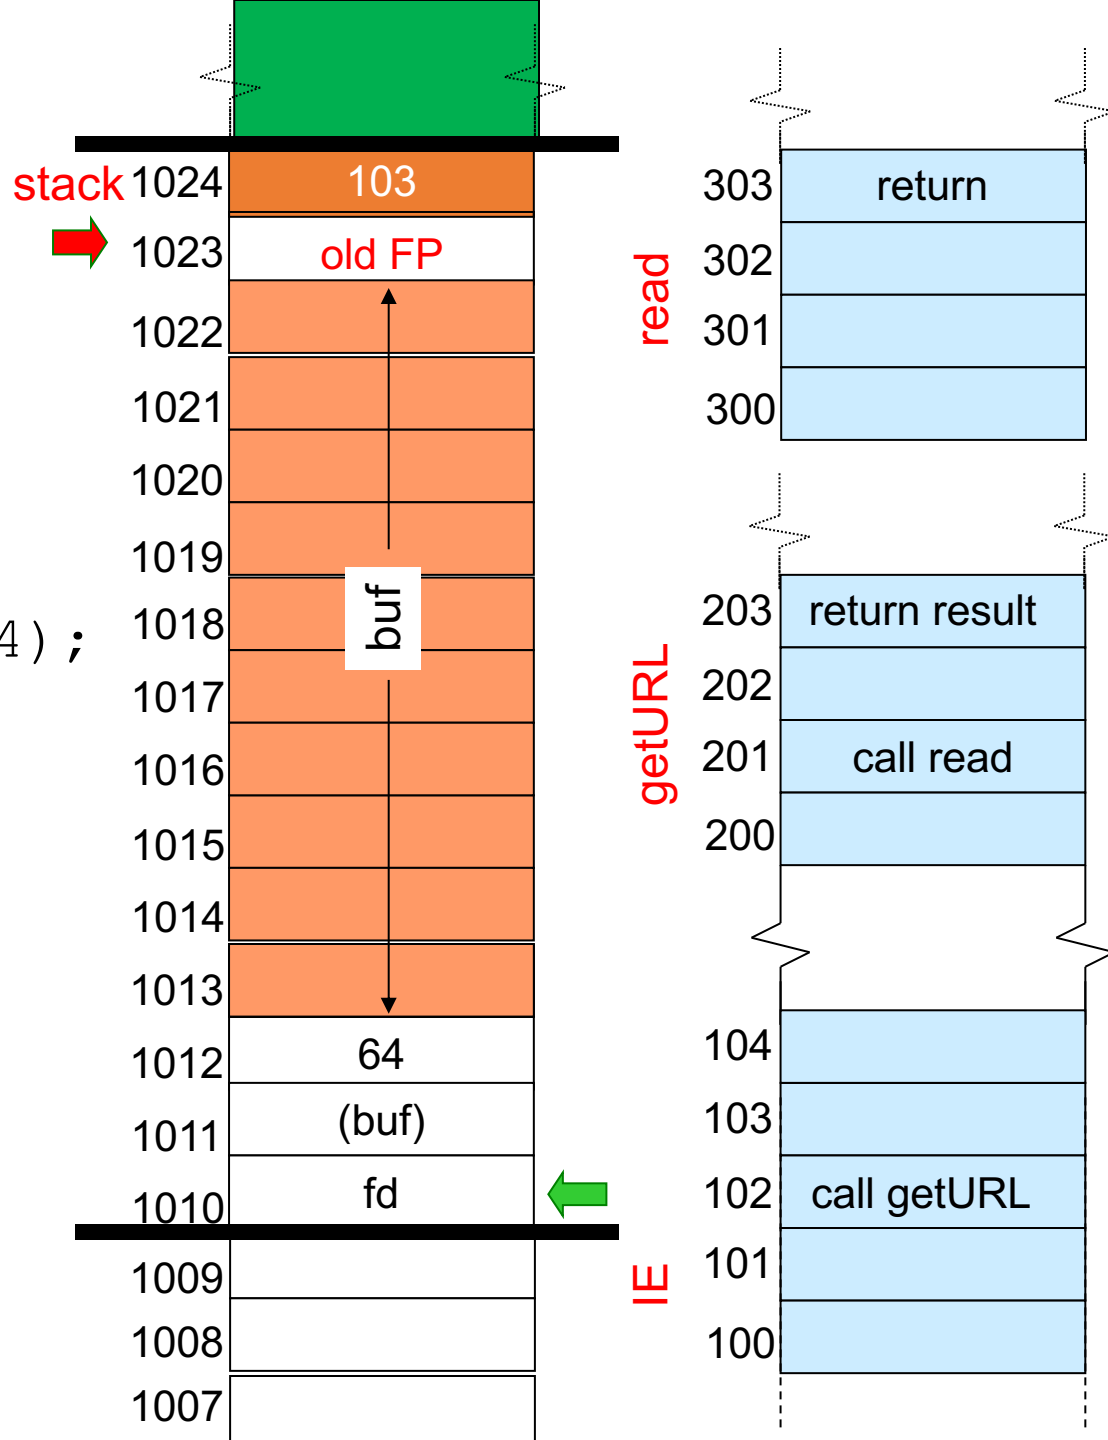 stack 1024 103
1023 old FP
1022
1021
1020
1019
1018
1017
1016
1015
1014
1013
buf
1012 64
1011 (buf)
1010 fd
1009
1008
1007
4);
read
303 return
302
301
300
getURL
203 return result
202
201 call read
200
IE
104
103
102 call getURL
101
100